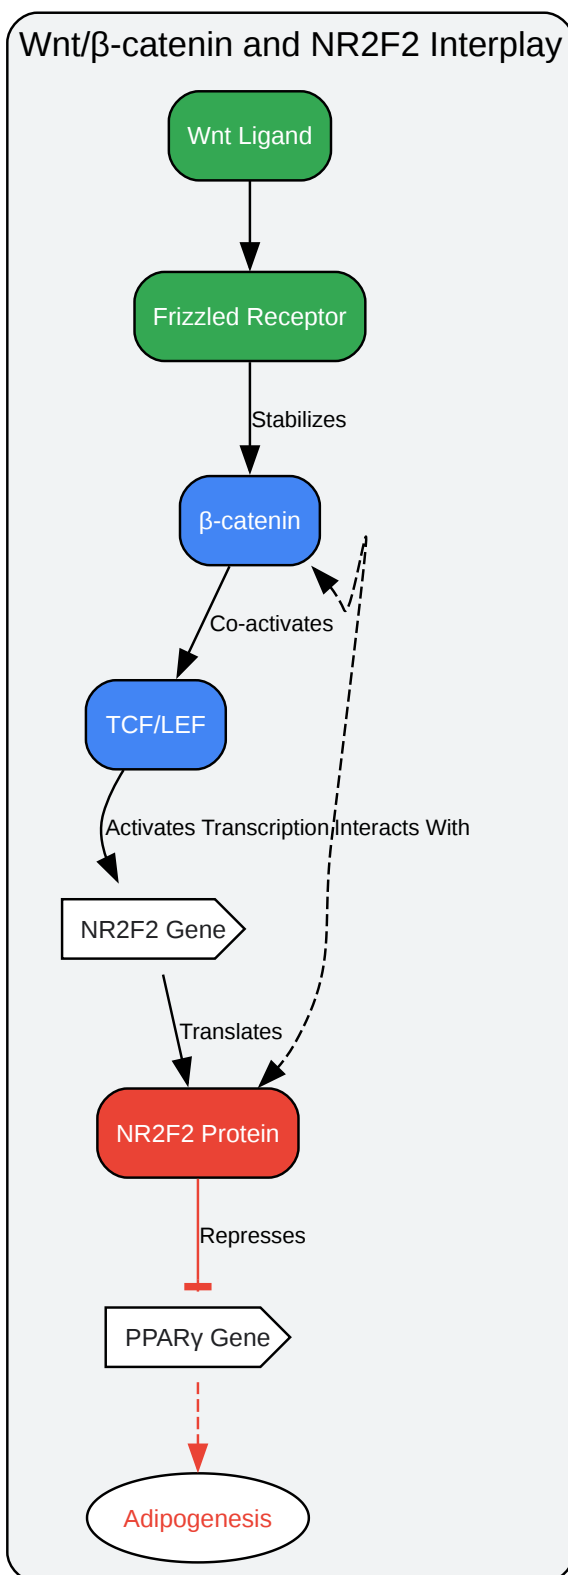 Wnt/β-catenin and NR2F2 Interplay
Wnt Ligand
Frizzled Receptor
Stabilizes
β-catenin
Co-activates
TCF/LEF
Activates Transcription
Interacts With
NR2F2 Gene
Translates
NR2F2 Protein
Represses
PPARγ Gene
Adipogenesis